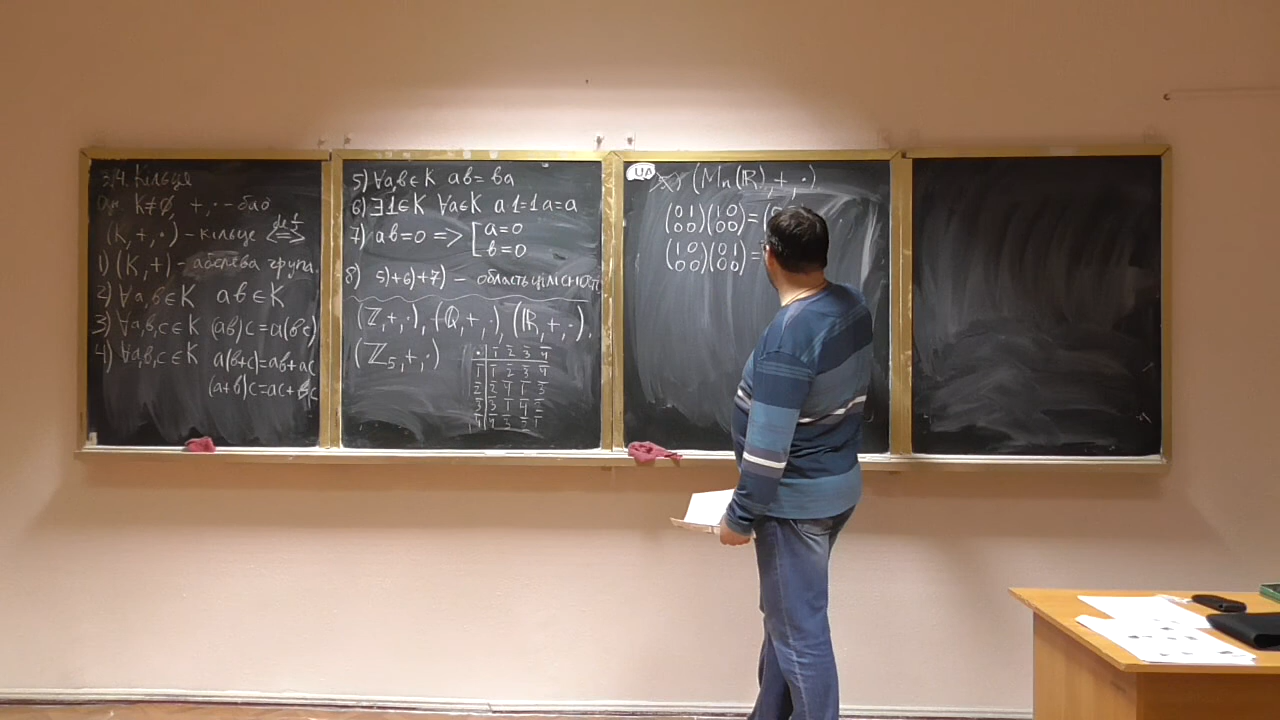 3.4. Кільце
K≠∅, +, · – бао
(K, +, ·) – кільце <=> def
1) (K, +) – абелева група.
2) ∀a,b∈K ab∈K
3) ∀a,b,c∈K (ab)c=a(bc)
4) ∀a,b,c∈K a(b+c)=ab+ac
(a+b)c=ac+bc
5) ∀a,b∈K ab=ba
6) ∃1∈K ∀a∈K a1=1a=a
7) ab=0 => [ a=0
b=0
8) 5)+6)+7) – область цілісності
(ℤ,+,·), (ℚ,+,·), (ℝ,+,·),
(ℤ₅,+,·)
· | 1̄ 2̄ 3̄ 4̄
1̄ | 1̄ 2̄ 3̄ 4̄
2̄ | 2̄ 4̄ 1̄ 3̄
3̄ | 3̄ 1̄ 4̄ 2̄
4̄ | 4̄ 3̄ 2̄ 1̄
UA
(Mn(ℝ), +, ·)
(0 1
0 0)(1 0
0 0)=(0
(1 0
0 0)(0 1
0 0)=